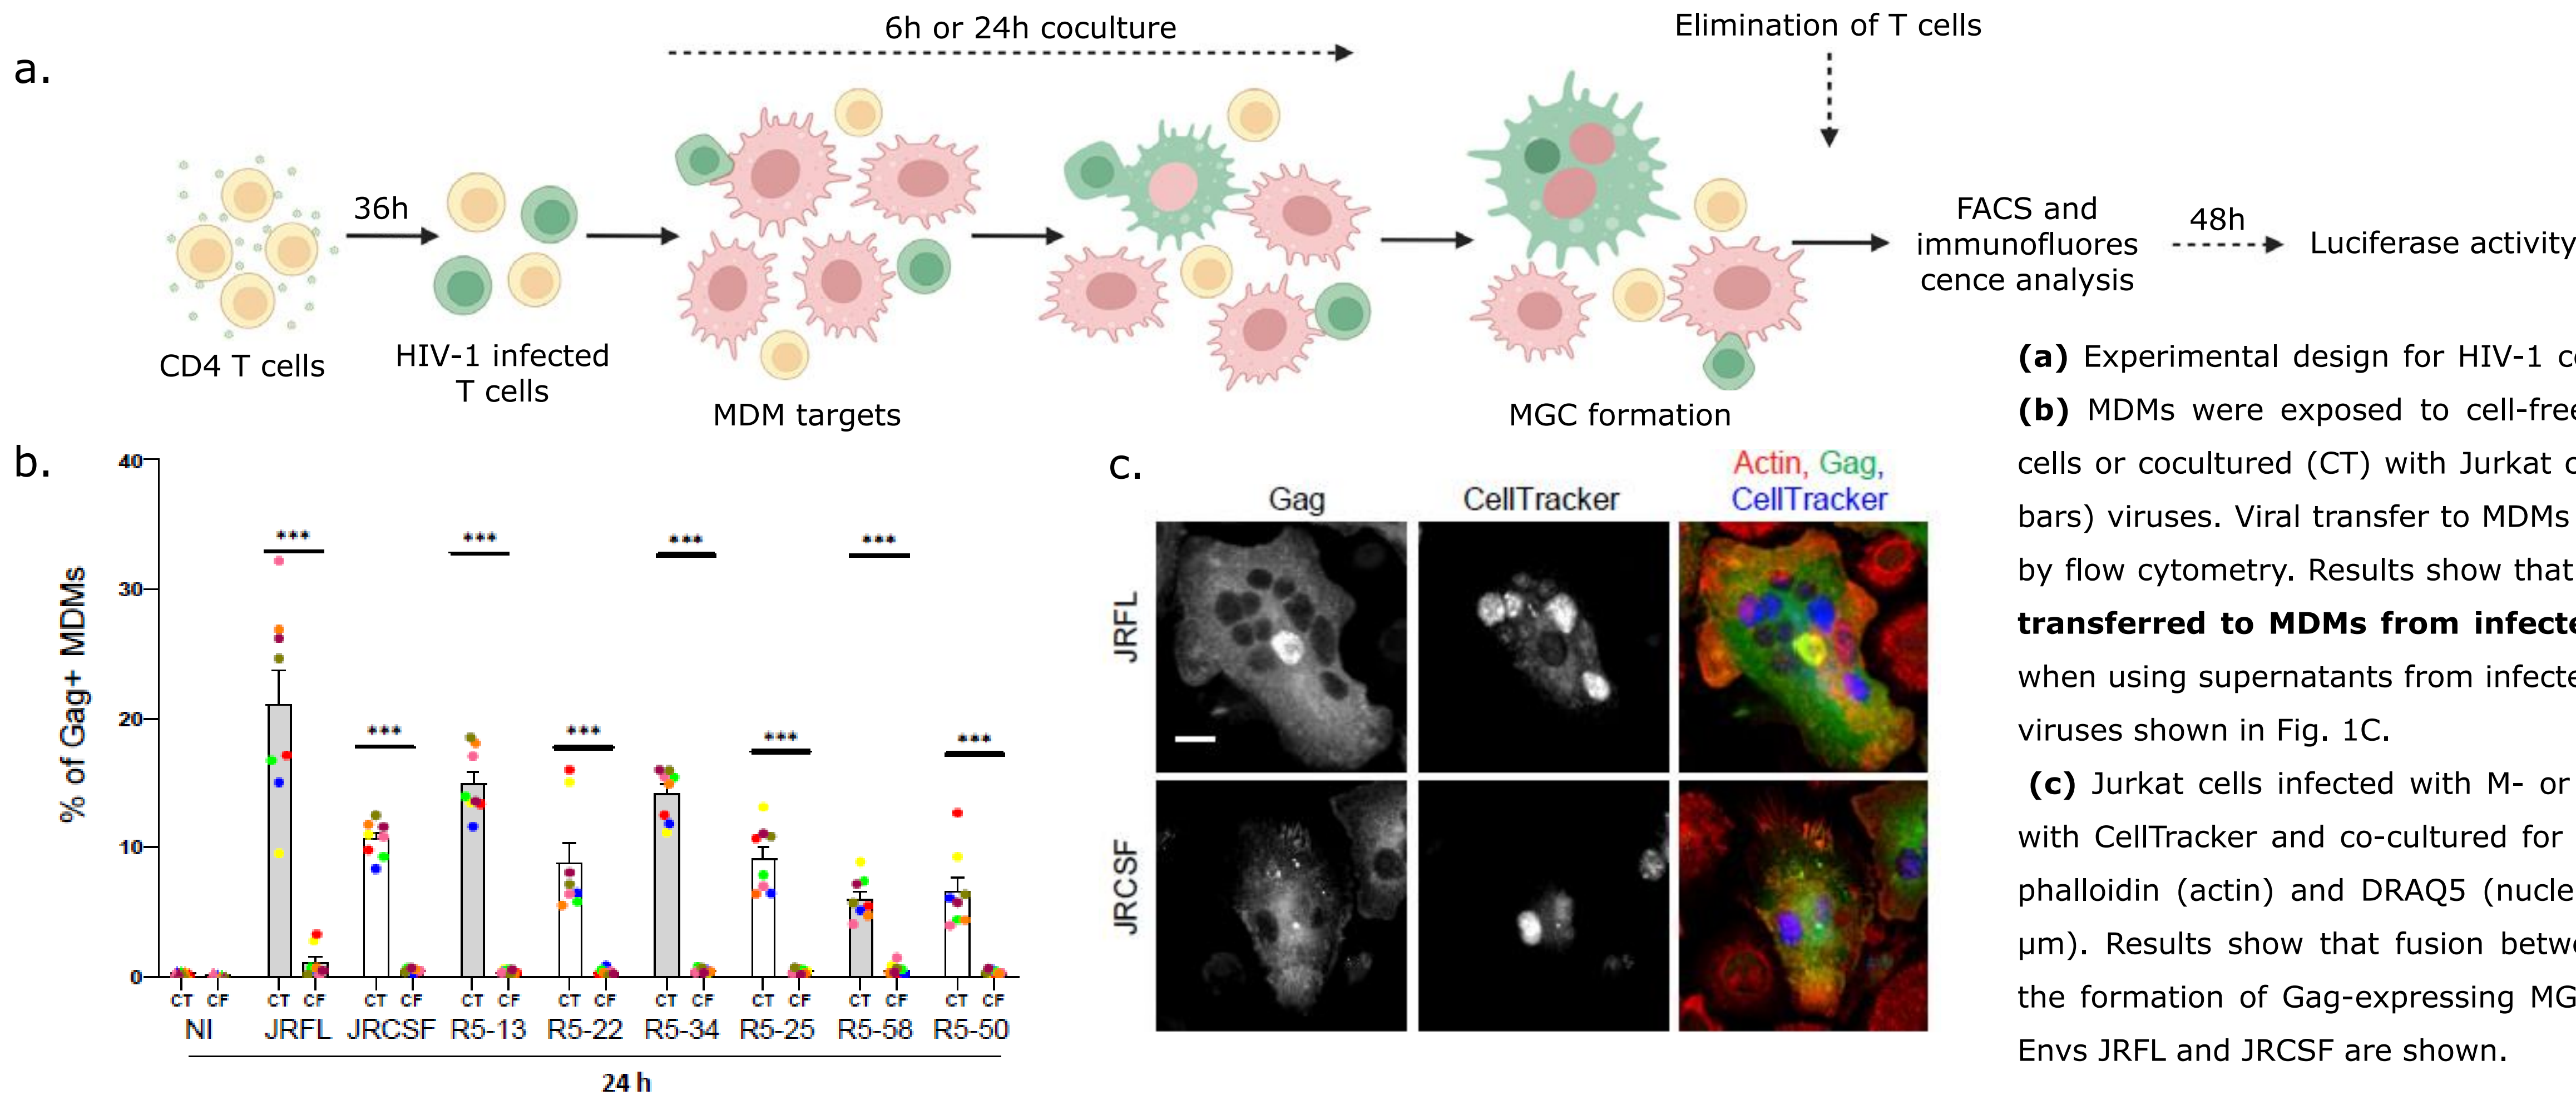 a.
6h or 24h coculture
Elimination of T cells
36h
CD4 T cells
HIV-1 infected
T cells
MDM targets
MGC formation
FACS and
immunofluores
cence analysis
48h
Luciferase activity
b.
% of Gag+ MDMs
40
30
20
10
0
*** *** *** *** *** *** *** ***
CT CF CT CF CT CF CT CF CT CF CT CF CT CF CT CF CT CF
NI JRFL JRCSF R5-13 R5-22 R5-34 R5-25 R5-58 R5-50
24 h
c.
Gag
CellTracker
Actin, Gag,
CellTracker
JRFL
JRCSF
(a) Experimental design for HIV-1
(b) MDMs were exposed to cell-free
cells or cocultured (CT) with Jurkat
bars) viruses. Viral transfer to MDMs
by flow cytometry. Results show that
transferred to MDMs from
when using supernatants from
viruses shown in Fig. 1C.
(c) Jurkat cells infected with M- or
with CellTracker and co-cultured for
phalloidin (actin) and DRAQ5
µm). Results show that fusion
the formation of Gag-expressing
Envs JRFL and JRCSF are shown.